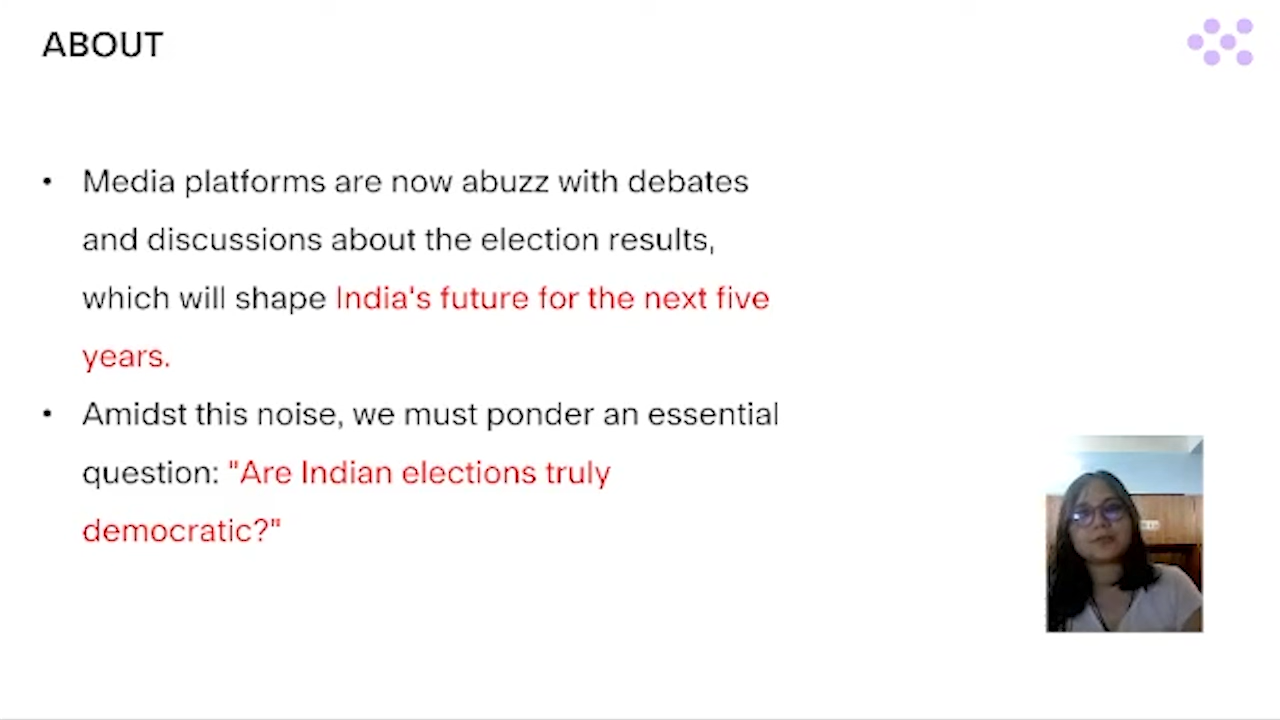 ABOUT
• Media platforms are now abuzz with debates
and discussions about the election results,
which will shape India's future for the next five
years.
• Amidst this noise, we must ponder an essential
question: "Are Indian elections truly
democratic?"